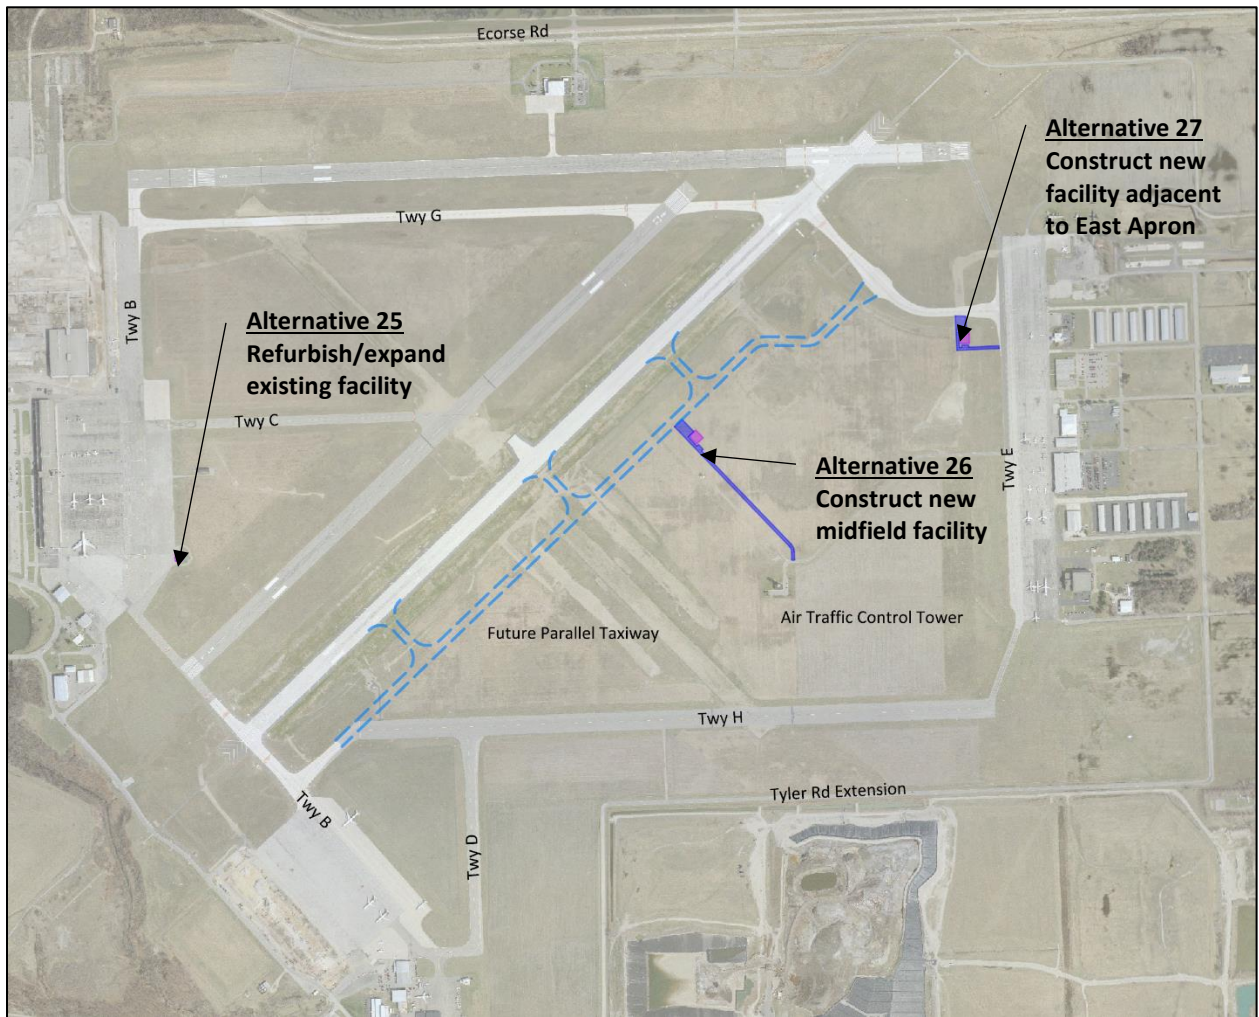 Ecorse Rd
Alternative 27
Construct new
facility adjacent
to East Apron
Twy G
Twy B
Alternative 25
Refurbish/expand
existing facility
Twy C
Twy E
Alternative 26
Construct new
midfield facility
Air Traffic Control Tower
Future Parallel Taxiway
Twy H
Tyler Rd Extension
Twy B
Twy D